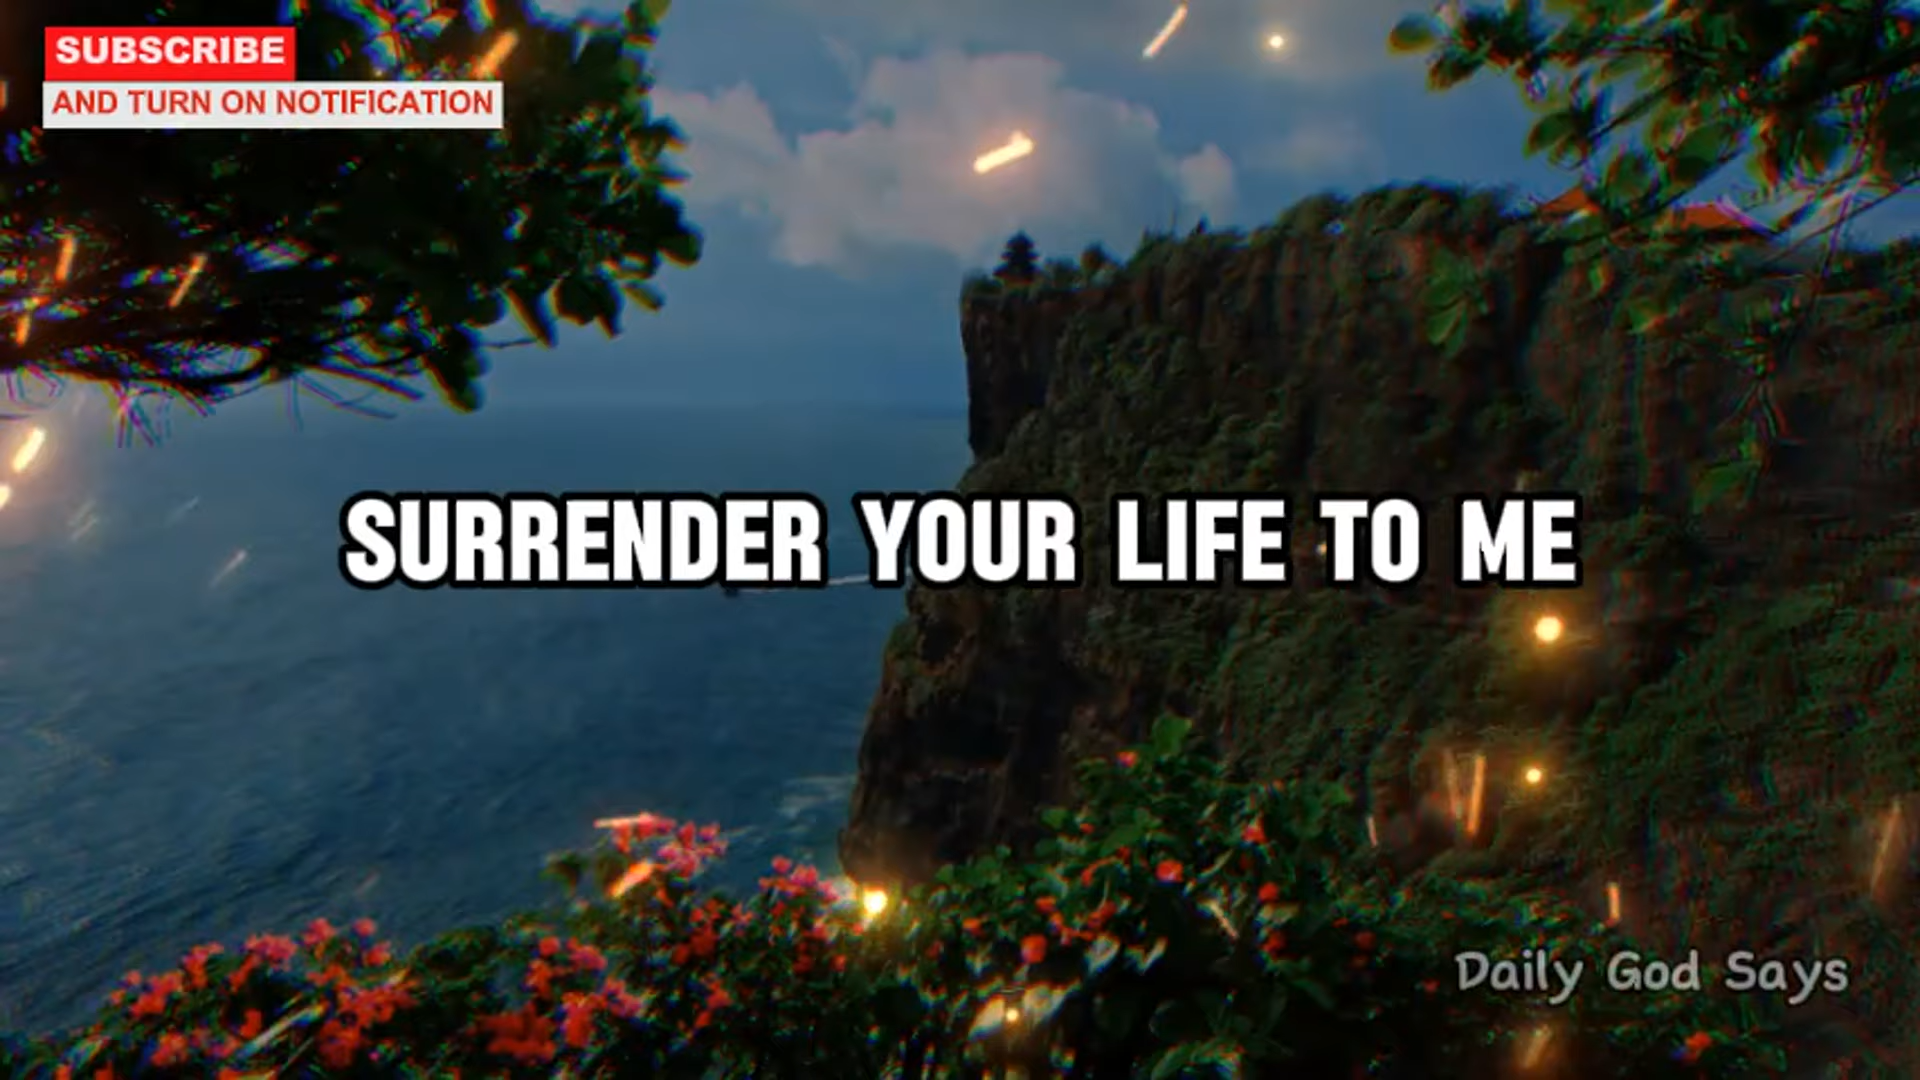 SUBSCRIBE
AND TURN ON NOTIFICATION
SURRENDER YOUR LIFE TO ME
Daily God Says